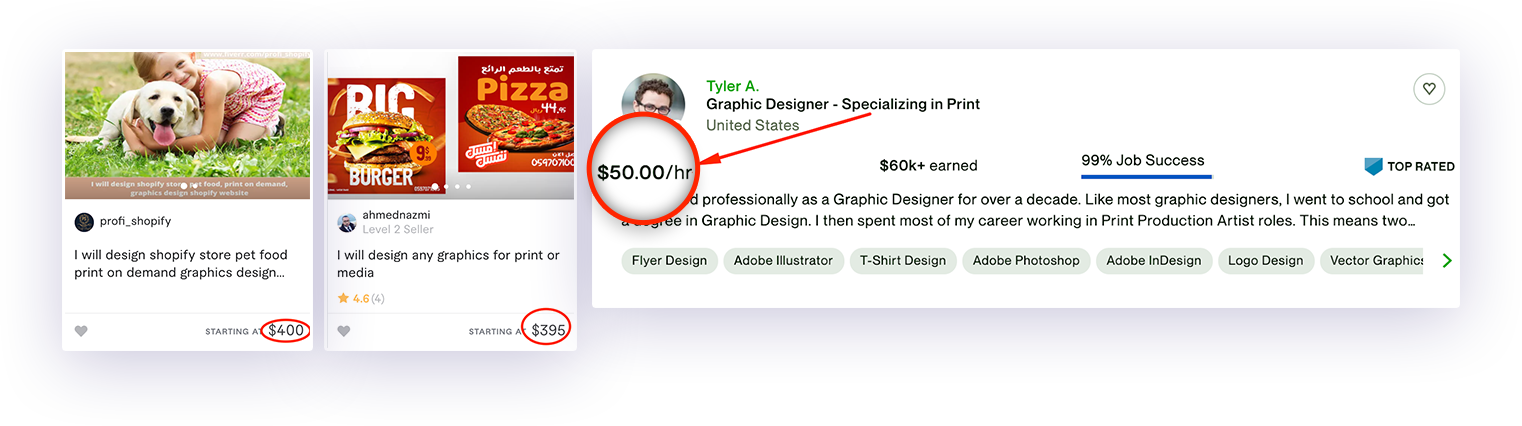 I will design shopify store pet food, print on demand,
graphics design shopify website
profi_shopify
I will design shopify store pet food
print on demand graphics design...
STARTING AT $400
BIG
9
BURGER
تمتع بالطعم الرائع
Pizza
44.95 ريال
059707100
ahmednazmi
Level 2 Seller
I will design any graphics for print or
media
4.6 (4)
STARTING AT $395
Tyler A.
Graphic Designer - Specializing in Print
United States
$50.00/hr
$60k+ earned
99% Job Success
TOP RATED
professionally as a Graphic Designer for over a decade. Like most graphic designers, I went to school and got
a degree in Graphic Design. I then spent most of my career working in Print Production Artist roles. This means two...
Flyer Design
Adobe Illustrator
T-Shirt Design
Adobe Photoshop
Adobe InDesign
Logo Design
Vector Graphics